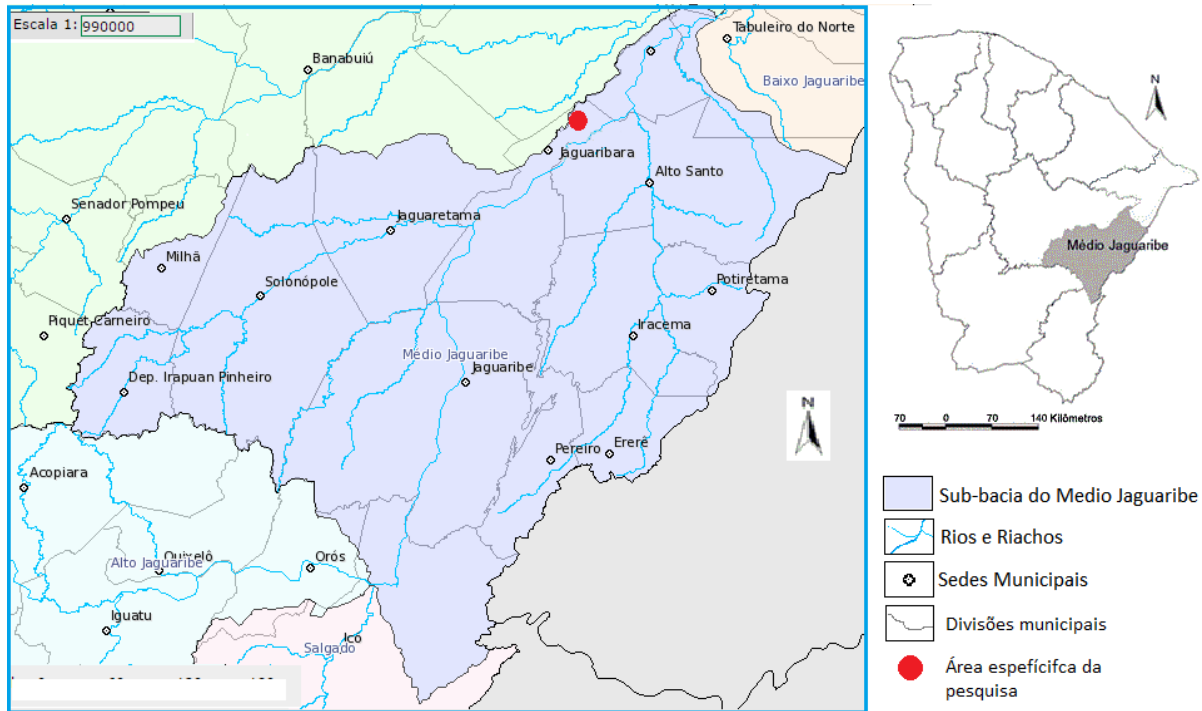 Escala 1: 990000
Banabuiú
Tabuleiro do Norte
Baixo Jaguaribe
Jaguaribara
Alto Santo
Senador Pompeu
Jaguaretama
Milhã
Solonópole
Potiretama
Piquet Carneiro
Iracema
Médio Jaguaribe
Jaguaribe
Dep. Irapuan Pinheiro
N
Pereiro
Ererê
Acopiara
Quixelô
Alto Jaguaribe
Orós
Iguatu
Icó
Salgado
N
Médio Jaguaribe
70 0 70 140 Kilômetros
Sub-bacia do Medio Jaguaribe
Rios e Riachos
Sedes Municipais
Divisões municipais
Área espefícifca da
pesquisa